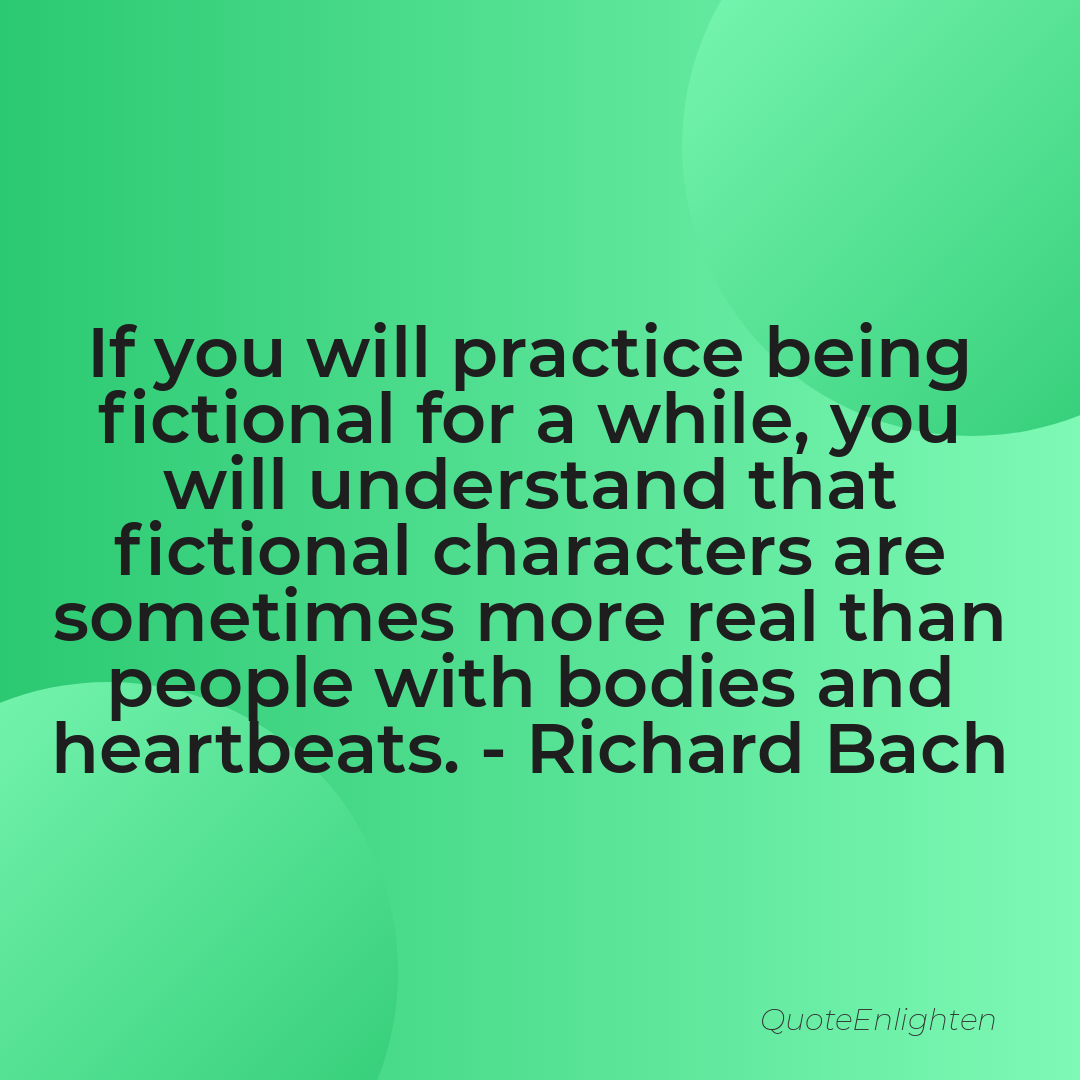 If you will practice being
fictional for a while, you
will understand that
fictional characters are
sometimes more real than
people with bodies and
heartbeats. - Richard Bach
QuoteEnlighten